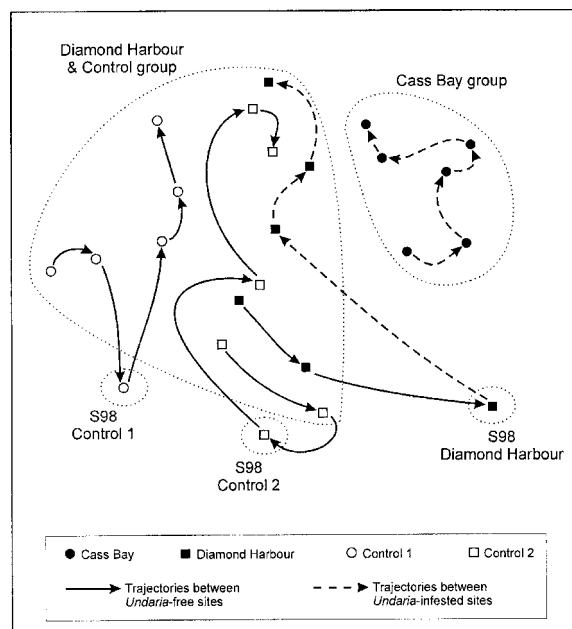 Diamond Harbour
& Control group
Cass Bay group
S98
Control 1
S98
Control 2
S98
Diamond Harbour
Cass Bay
Diamond Harbour
Control 1
Control 2
Trajectories between
Undaria-free sites
Trajectories between
Undaria-infested sites